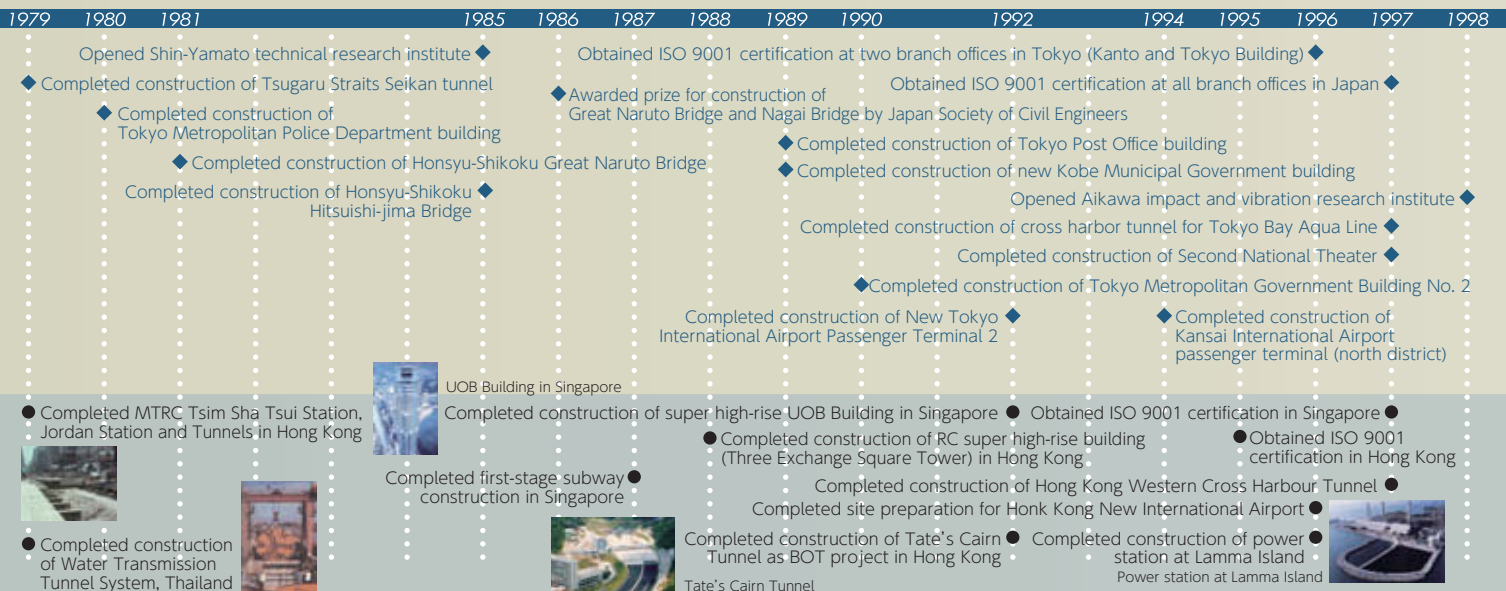 1979 1980 1981 1985 1986 1987 1988 1989 1990 1992 1994 1995 1996 1997 1998
Opened Shin-Yamato technical research institute
Obtained ISO 9001 certification at two branch offices in Tokyo (Kanto and Tokyo Building)
Completed construction of Tsugaru Straits Seikan tunnel
Obtained ISO 9001 certification at all branch offices in Japan
Awarded prize for construction of
Great Naruto Bridge and Nagai Bridge by Japan Society of Civil Engineers
Completed construction of
Tokyo Metropolitan Police Department building
Completed construction of Tokyo Post Office building
Completed construction of Honsyu-Shikoku Great Naruto Bridge
Completed construction of new Kobe Municipal Government building
Completed construction of Honsyu-Shikoku
Hitsuishi-jima Bridge
Opened Aikawa impact and vibration research institute
Completed construction of cross harbor tunnel for Tokyo Bay Aqua Line
Completed construction of Second National Theater
Completed construction of Tokyo Metropolitan Government Building No. 2
Completed construction of New Tokyo
International Airport Passenger Terminal 2
Completed construction of
Kansai International Airport
passenger terminal (north district)
UOB Building in Singapore
Completed MTRC Tsim Sha Tsui Station,
Jordan Station and Tunnels in Hong Kong
Completed construction of super high-rise UOB Building in Singapore
Obtained ISO 9001 certification in Singapore
Completed construction of RC super high-rise building
(Three Exchange Square Tower) in Hong Kong
Obtained ISO 9001
certification in Hong Kong
Completed first-stage subway
construction in Singapore
Completed construction of Hong Kong Western Cross Harbour Tunnel
Completed site preparation for Honk Kong New International Airport
Completed construction
of Water Transmission
Tunnel System, Thailand
Completed construction of Tate's Cairn
Tunnel as BOT project in Hong Kong
Tate's Cairn Tunnel
Completed construction of power
station at Lamma Island
Power station at Lamma Island